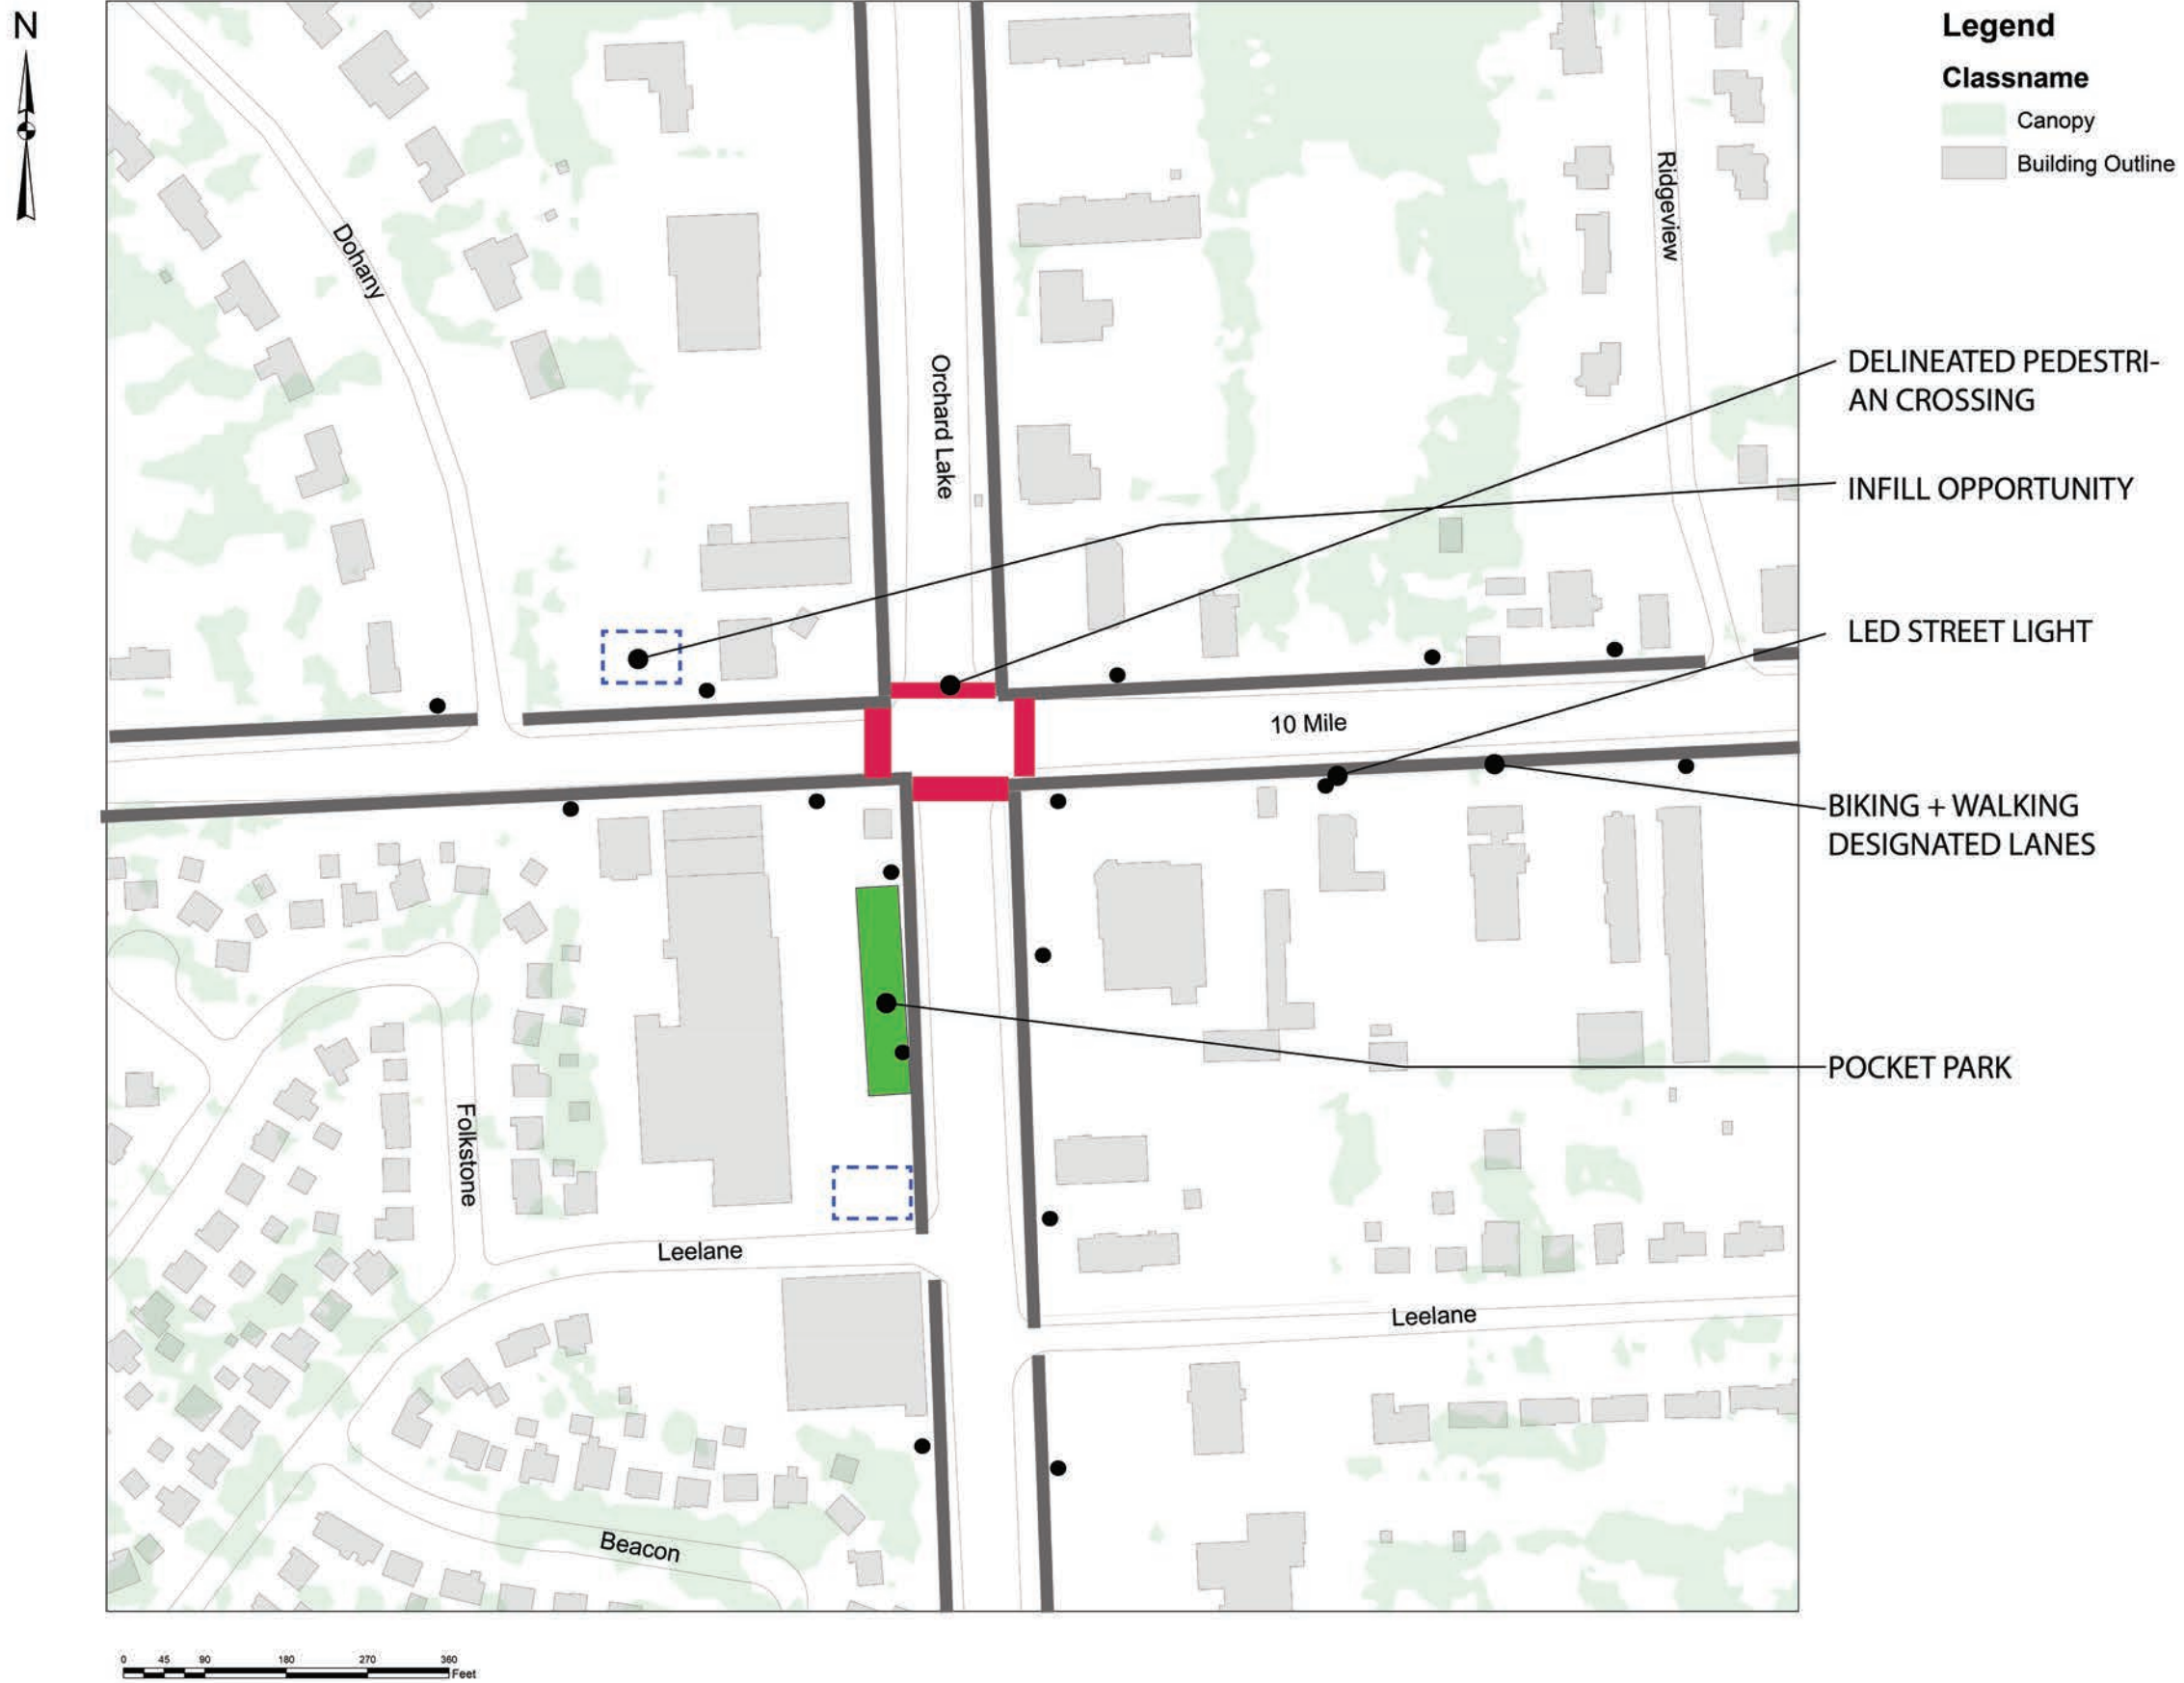 N
Legend
Classname
Canopy
Building Outline
Dohany
Ridgeview
Orchard Lake
DELINEATED PEDESTRI-
AN CROSSING
INFILL OPPORTUNITY
LED STREET LIGHT
10 Mile
BIKING + WALKING
DESIGNATED LANES
POCKET PARK
Folkstone
Leelane
Leelane
Beacon
0 45 90 180 270 360
Feet